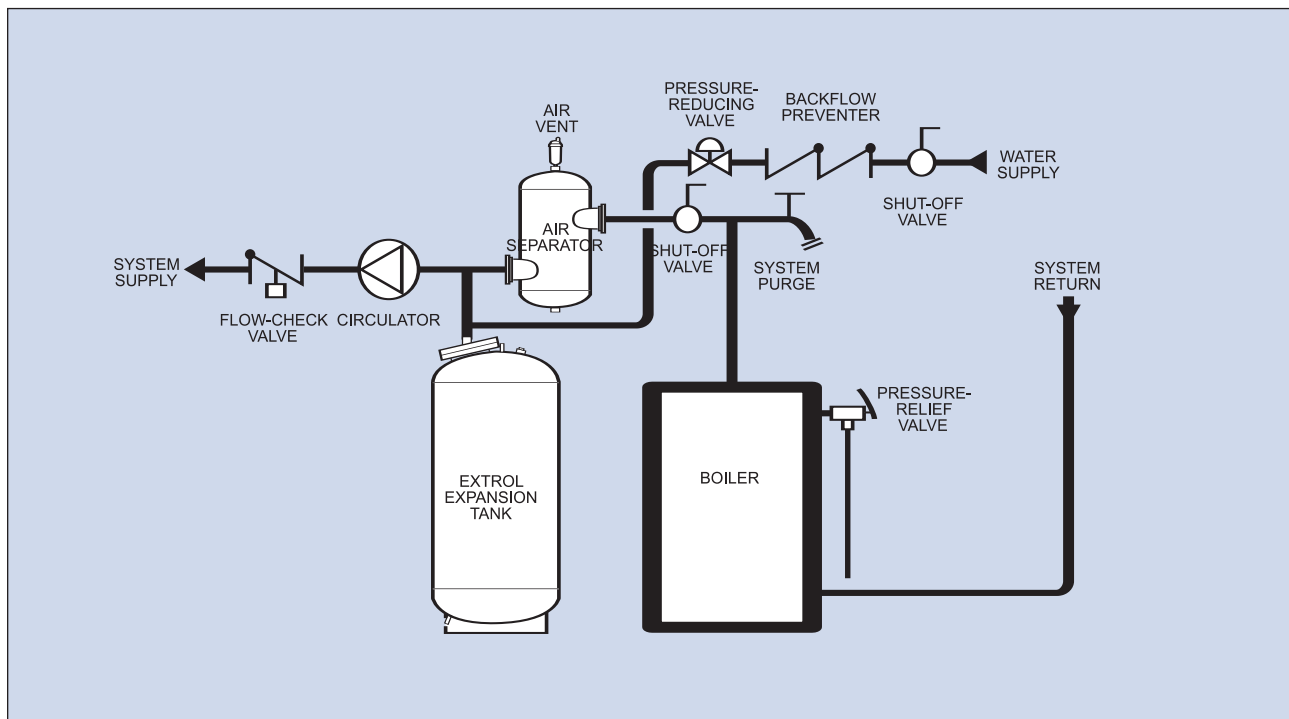 PRESSURE-
REDUCING
VALVE
BACKFLOW
PREVENTER
AIR
VENT
WATER
SUPPLY
SHUT-OFF
VALVE
AIR
SEPARATOR
SHUT-OFF
VALVE
SYSTEM
PURGE
SYSTEM
RETURN
SYSTEM
SUPPLY
FLOW-CHECK
VALVE
CIRCULATOR
PRESSURE-
RELIEF
VALVE
EXTROL
EXPANSION
TANK
BOILER